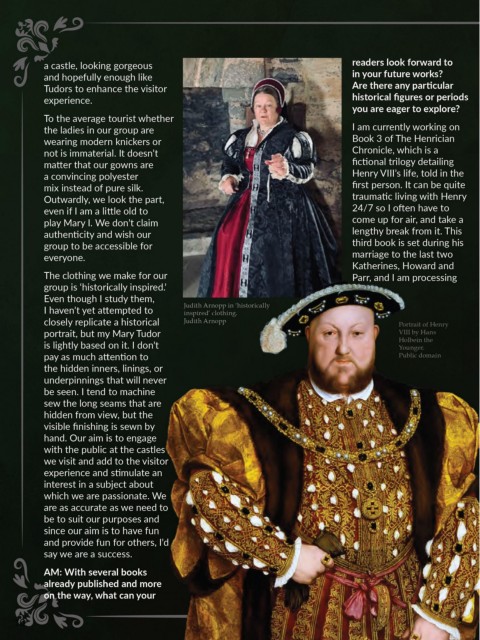 a castle, looking gorgeous
and hopefully enough like
Tudors to enhance the visitor
experience.
To the average tourist whether
the ladies in our group are
wearing modern knickers or
not is immaterial. It doesn't
matter that our gowns are
a convincing polyester
mix instead of pure silk.
Outwardly, we look the part,
even if I am a little old to
play Mary I. We don't claim
authenticity and wish our
group to be accessible for
everyone.
The clothing we make for our
group is 'historically inspired.'
Even though I study them,
I haven't yet attempted to
closely replicate a historical
portrait, but my Mary Tudor
is lightly based on it. I don't
pay as much attention to
the hidden inners, linings, or
underpinnings that will never
be seen. I tend to machine
sew the long seams that are
hidden from view, but the
visible finishing is sewn by
hand. Our aim is to engage
with the public at the castles
we visit and add to the visitor
experience and stimulate an
interest in a subject about
which we are passionate. We
are as accurate as we need to
be to suit our purposes and
since our aim is to have fun
and provide fun for others, I'd
say we are a success.
AM: With several books
already published and more
on the way, what can your
Judith Arnopp in 'historically
inspired' clothing.
Judith Arnopp
readers look forward to
in your future works?
Are there any particular
historical figures or periods
you are eager to explore?
I am currently working on
Book 3 of The Henrician
Chronicle, which is a
fictional trilogy detailing
Henry VIII's life, told in the
first person. It can be quite
traumatic living with Henry
24/7 so I often have to
come up for air, and take a
lengthy break from it. This
third book is set during his
marriage to the last two
Katherines, Howard and
Parr, and I am processing
Portrait of Henry
VIII by Hans
Holbein the
Younger.
Public domain